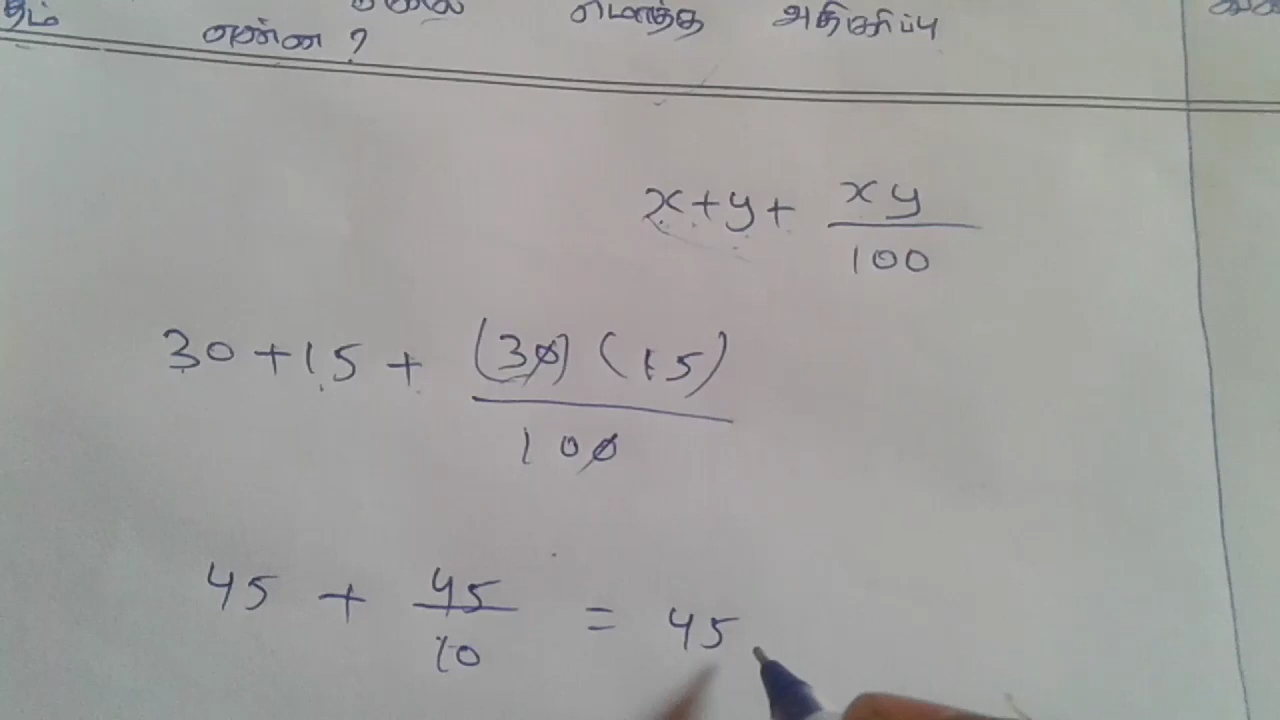 மொத்த அதிகரிப்பு
என்ன ?
x+y+ xy/100
30+15+ (30)(15)/100
45 + 45/10 = 45